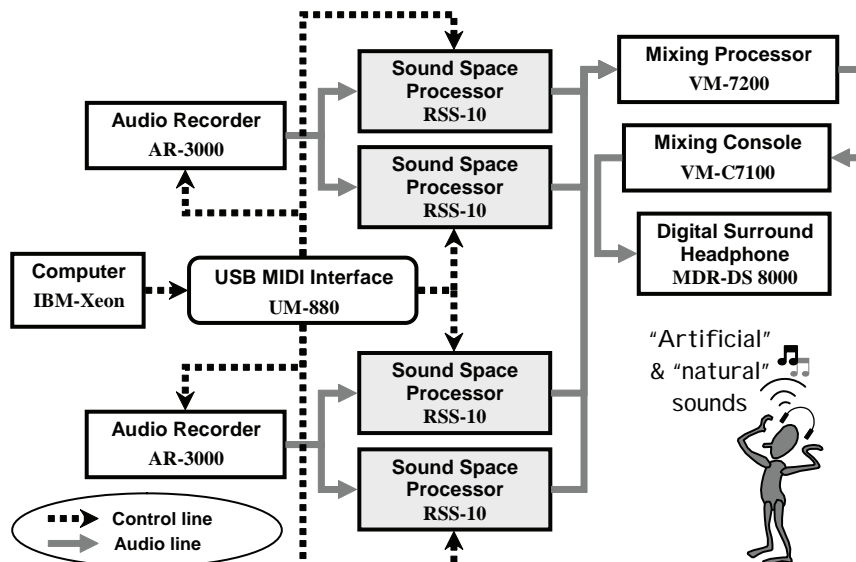 Sound Space
Processor
RSS-10
Mixing Processor
VM-7200
Audio Recorder
AR-3000
Mixing Console
VM-C7100
Sound Space
Processor
RSS-10
Digital Surround
Headphone
MDR-DS 8000
Computer
IBM-Xeon
USB MIDI Interface
UM-880
"Artificial"
& "natural"
sounds
Sound Space
Processor
RSS-10
Audio Recorder
AR-3000
Sound Space
Processor
RSS-10
Control line
Audio line